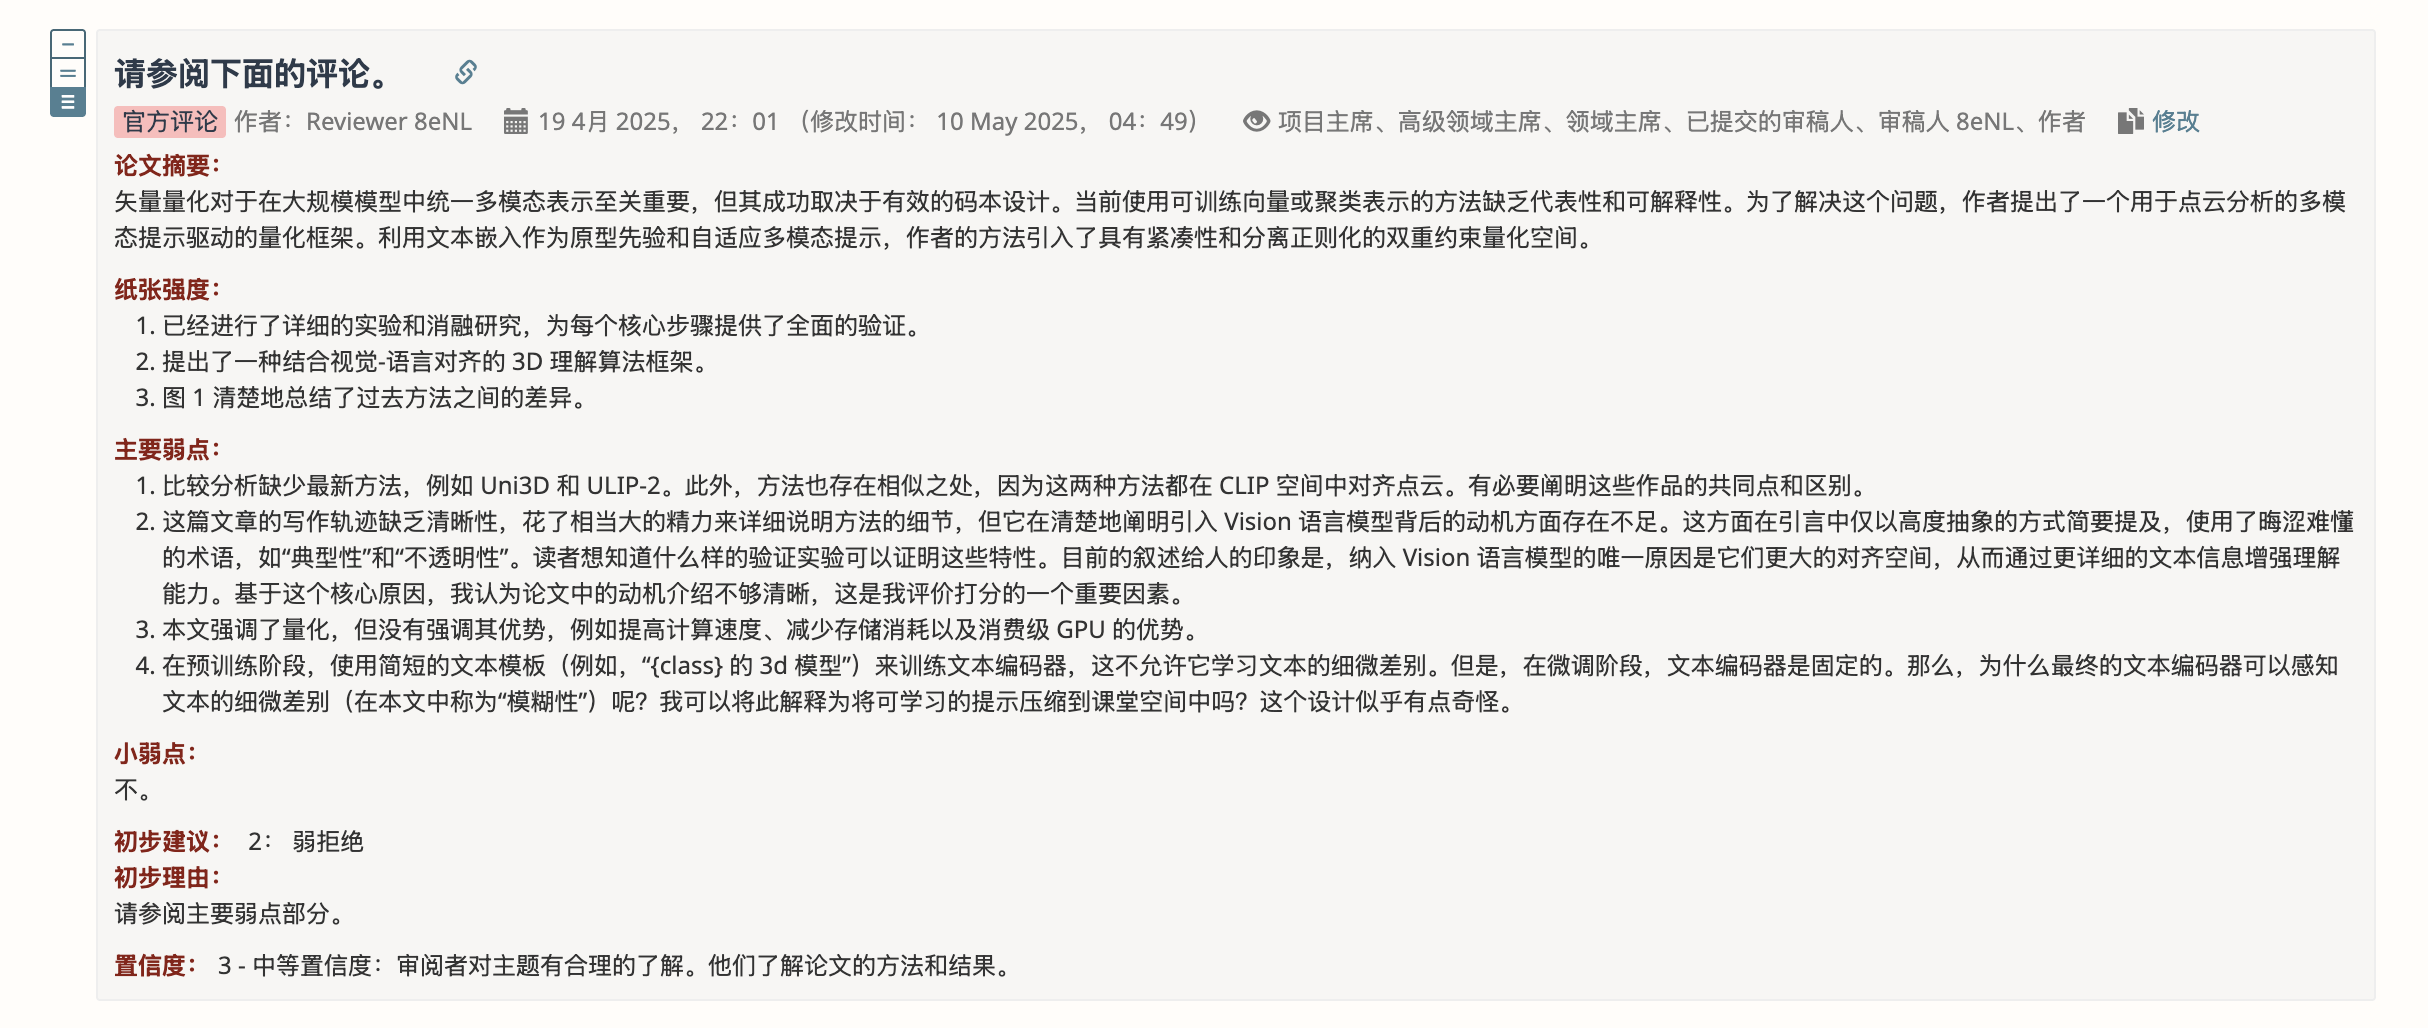 请参阅下面的评论。
官方评论 作者：Reviewer 8eNL 19 4月 2025， 22：01 （修改时间： 10 May 2025， 04：49） 项目主席、高级领域主席、领域主席、已提交的审稿人、审稿人 8eNL、作者 修改
论文摘要：
矢量量化对于在大规模模型中统一多模态表示至关重要，但其成功取决于有效的码本设计。当前使用可训练向量或聚类表示的方法缺乏代表性和可解释性。为了解决这个问题，作者提出了一个用于点云分析的多模
态提示驱动的量化框架。利用文本嵌入作为原型先验和自适应多模态提示，作者的方法引入了具有紧凑性和分离正则化的双重约束量化空间。
纸张强度：
1. 已经进行了详细的实验和消融研究，为每个核心步骤提供了全面的验证。
2. 提出了一种结合视觉-语言对齐的 3D 理解算法框架。
3. 图 1 清楚地总结了过去方法之间的差异。
主要弱点：
1. 比较分析缺少最新方法，例如 Uni3D 和 ULIP-2。此外，方法也存在相似之处，因为这两种方法都在 CLIP 空间中对齐点云。有必要阐明这些作品的共同点和区别。
2. 这篇文章的写作轨迹缺乏清晰性，花了相当大的精力来详细说明方法的细节，但它在清楚地阐明引入 Vision 语言模型背后的动机方面存在不足。这方面在引言中仅以高度抽象的方式简要提及，使用了晦涩难懂
的术语，如“典型性”和“不透明性”。读者想知道什么样的验证实验可以证明这些特性。目前的叙述给人的印象是，纳入 Vision 语言模型的唯一原因是它们更大的对齐空间，从而通过更详细的文本信息增强理解
能力。基于这个核心原因，我认为论文中的动机介绍不够清晰，这是我评价打分的一个重要因素。
3. 本文强调了量化，但没有强调其优势，例如提高计算速度、减少存储消耗以及消费级 GPU 的优势。
4. 在预训练阶段，使用简短的文本模板（例如，“{class} 的 3d 模型”）来训练文本编码器，这不允许它学习文本的细微差别。但是，在微调阶段，文本编码器是固定的。那么，为什么最终的文本编码器可以感知
文本的细微差别（在本文中称为“模糊性”）呢？我可以将此解释为将可学习的提示压缩到课堂空间中吗？这个设计似乎有点奇怪。
小弱点：
不。
初步建议： 2： 弱拒绝
初步理由：
请参阅主要弱点部分。
置信度： 3 - 中等置信度：审阅者对主题有合理的了解。他们了解论文的方法和结果。